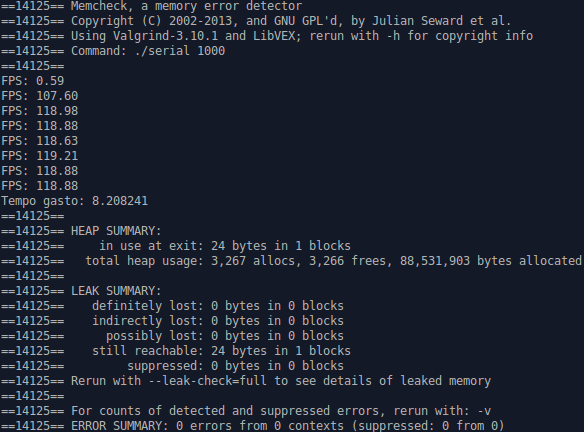 ==14125== Memcheck, a memory error detector
==14125== Copyright (C) 2002-2013, and GNU GPL'd, by Julian Seward et al.
==14125== Using Valgrind-3.10.1 and LibVEX; rerun with -h for copyright info
==14125== Command: ./serial 1000
==14125==
FPS: 0.59
FPS: 107.60
FPS: 118.98
FPS: 118.88
FPS: 118.63
FPS: 119.21
FPS: 118.88
FPS: 118.88
Tempo gasto: 8.208241
==14125==
==14125== HEAP SUMMARY:
==14125==     in use at exit: 24 bytes in 1 blocks
==14125==   total heap usage: 3,267 allocs, 3,266 frees, 88,531,903 bytes allocated
==14125==
==14125== LEAK SUMMARY:
==14125==    definitely lost: 0 bytes in 0 blocks
==14125==    indirectly lost: 0 bytes in 0 blocks
==14125==      possibly lost: 0 bytes in 0 blocks
==14125==    still reachable: 24 bytes in 1 blocks
==14125==         suppressed: 0 bytes in 0 blocks
==14125== Rerun with --leak-check=full to see details of leaked memory
==14125==
==14125== For counts of detected and suppressed errors, rerun with: -v
==14125== ERROR SUMMARY: 0 errors from 0 contexts (suppressed: 0 from 0)